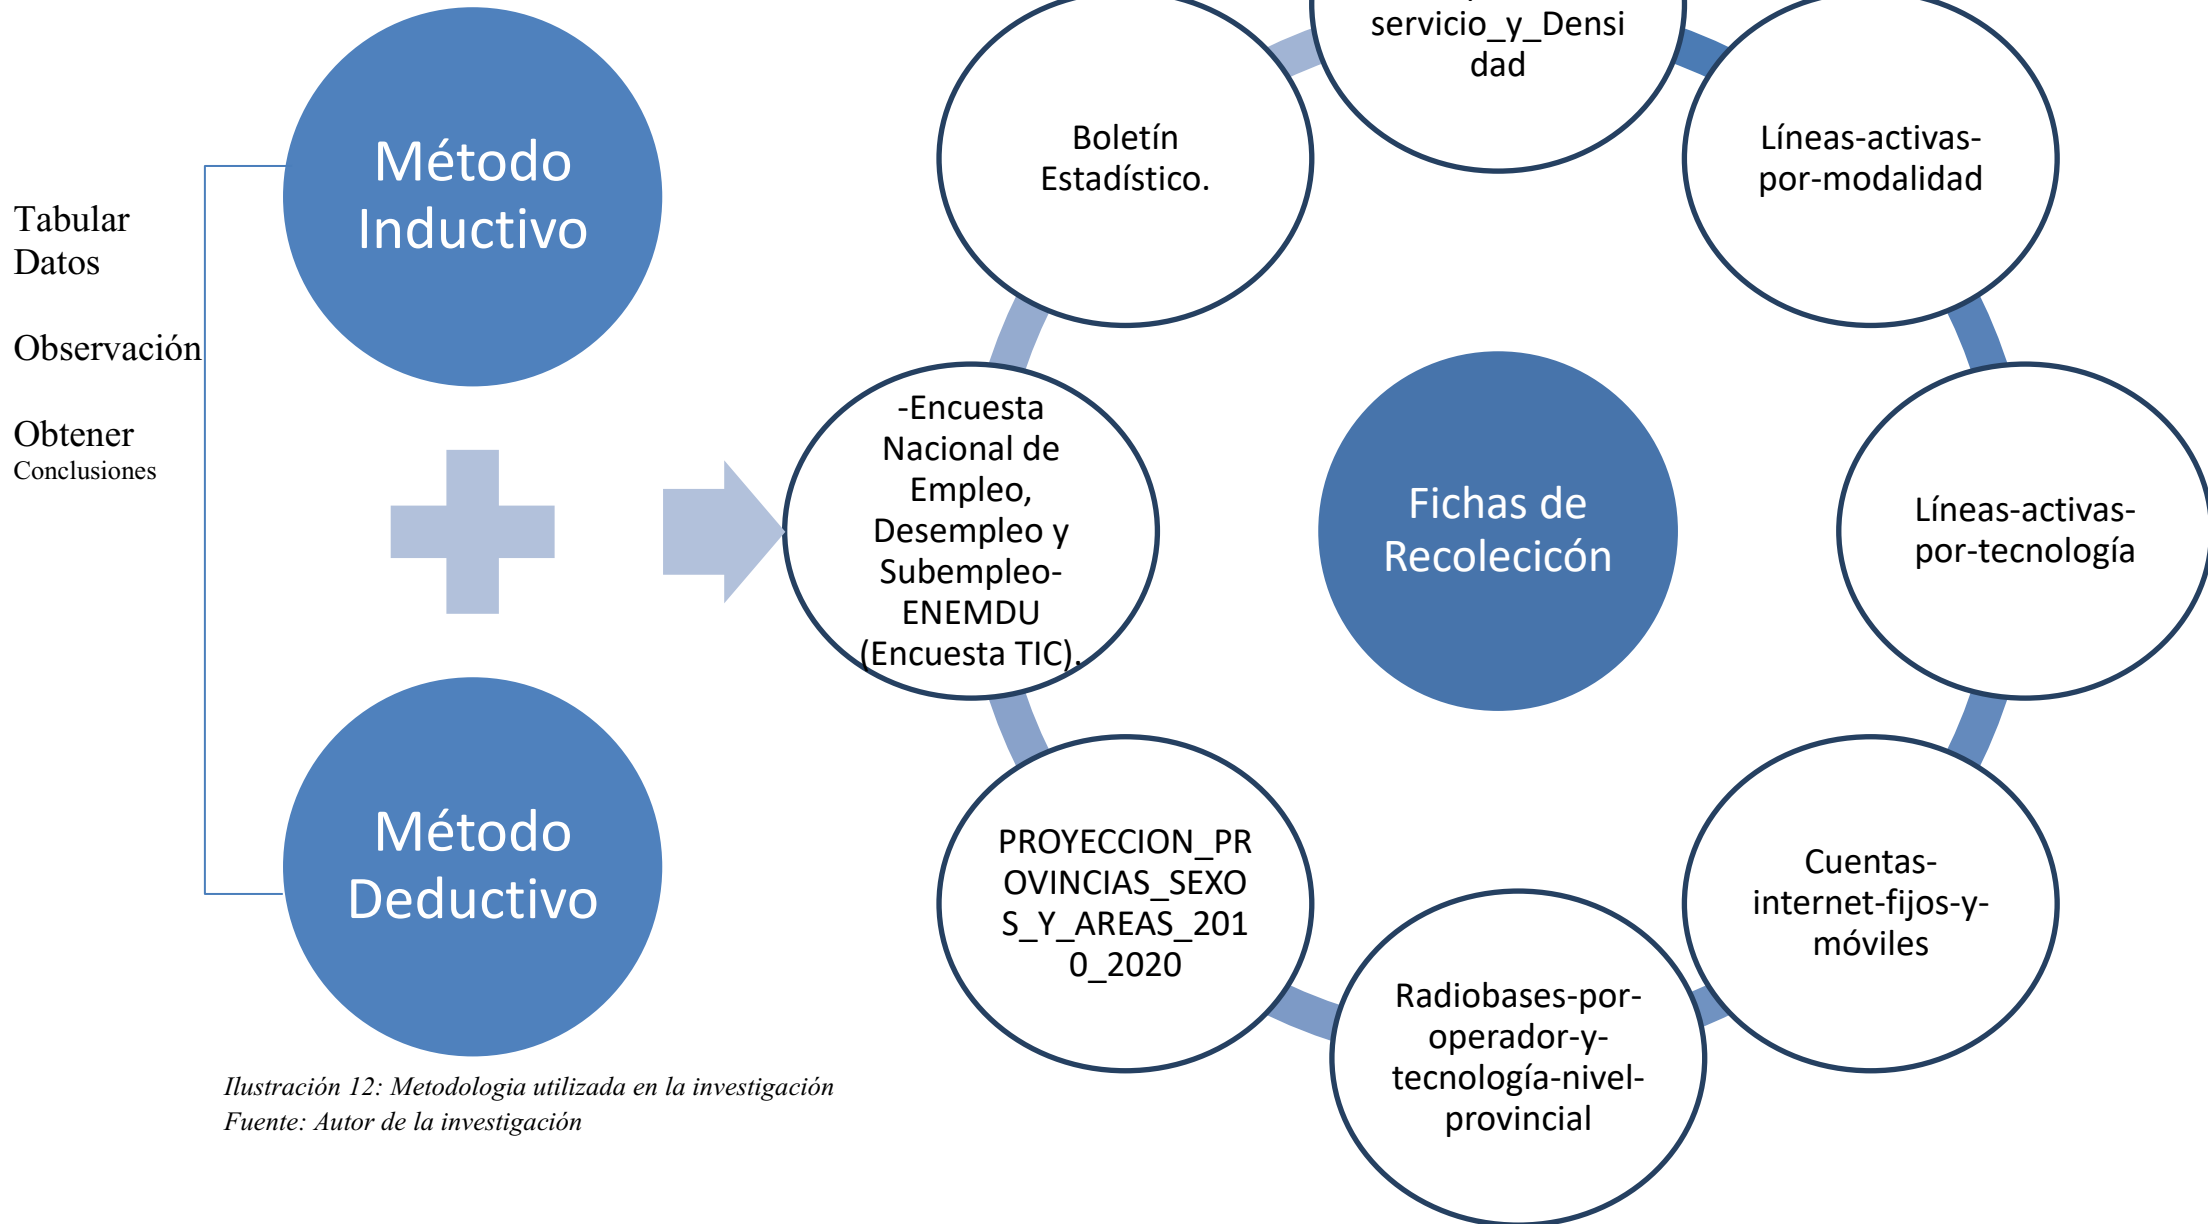 Tabular
Datos
Observación
Obtener
Conclusiones
Método
Inductivo
Método
Deductivo
servicio_y_Densi
dad
Líneas-activas-
por-modalidad
Líneas-activas-
por-tecnología
Cuentas-
internet-fijos-y-
móviles
Radiobases-por-
operador-y-
tecnología-nivel-
provincial
PROYECCION_PR
OVINCIAS_SEXO
S_Y_AREAS_201
0_2020
-Encuesta
Nacional de
Empleo,
Desempleo y
Subempleo-
ENEMDU
(Encuesta TIC).
Boletín
Estadístico.
Fichas de
Recolecicón
Ilustración 12: Metodologia utilizada en la investigación
Fuente: Autor de la investigación